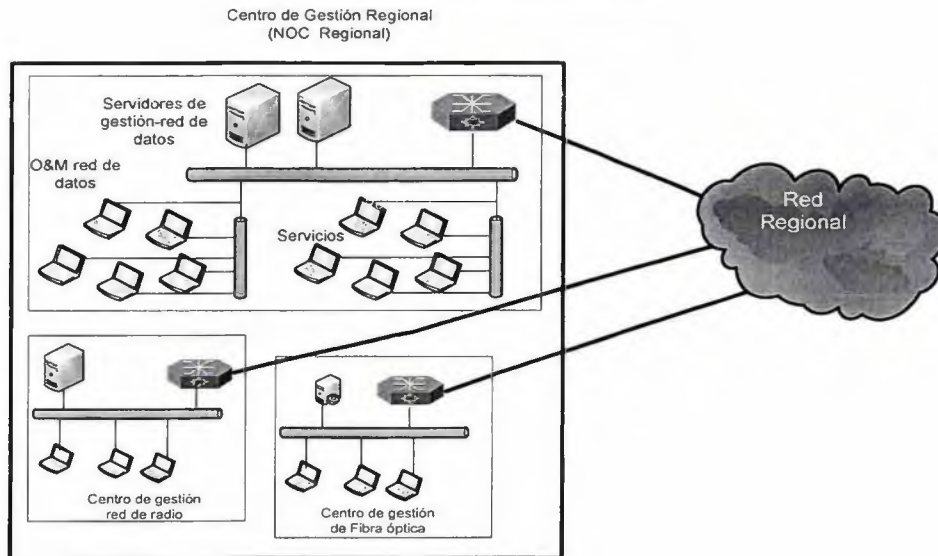 Centro de Gestión Regional
(NOC Regional)
Servidores de
gestión-red de
datos
O&M red de
datos
Servicios
Red
Regional
Centro de gestión
red de radio
Centro de gestión
de Fibra óptica